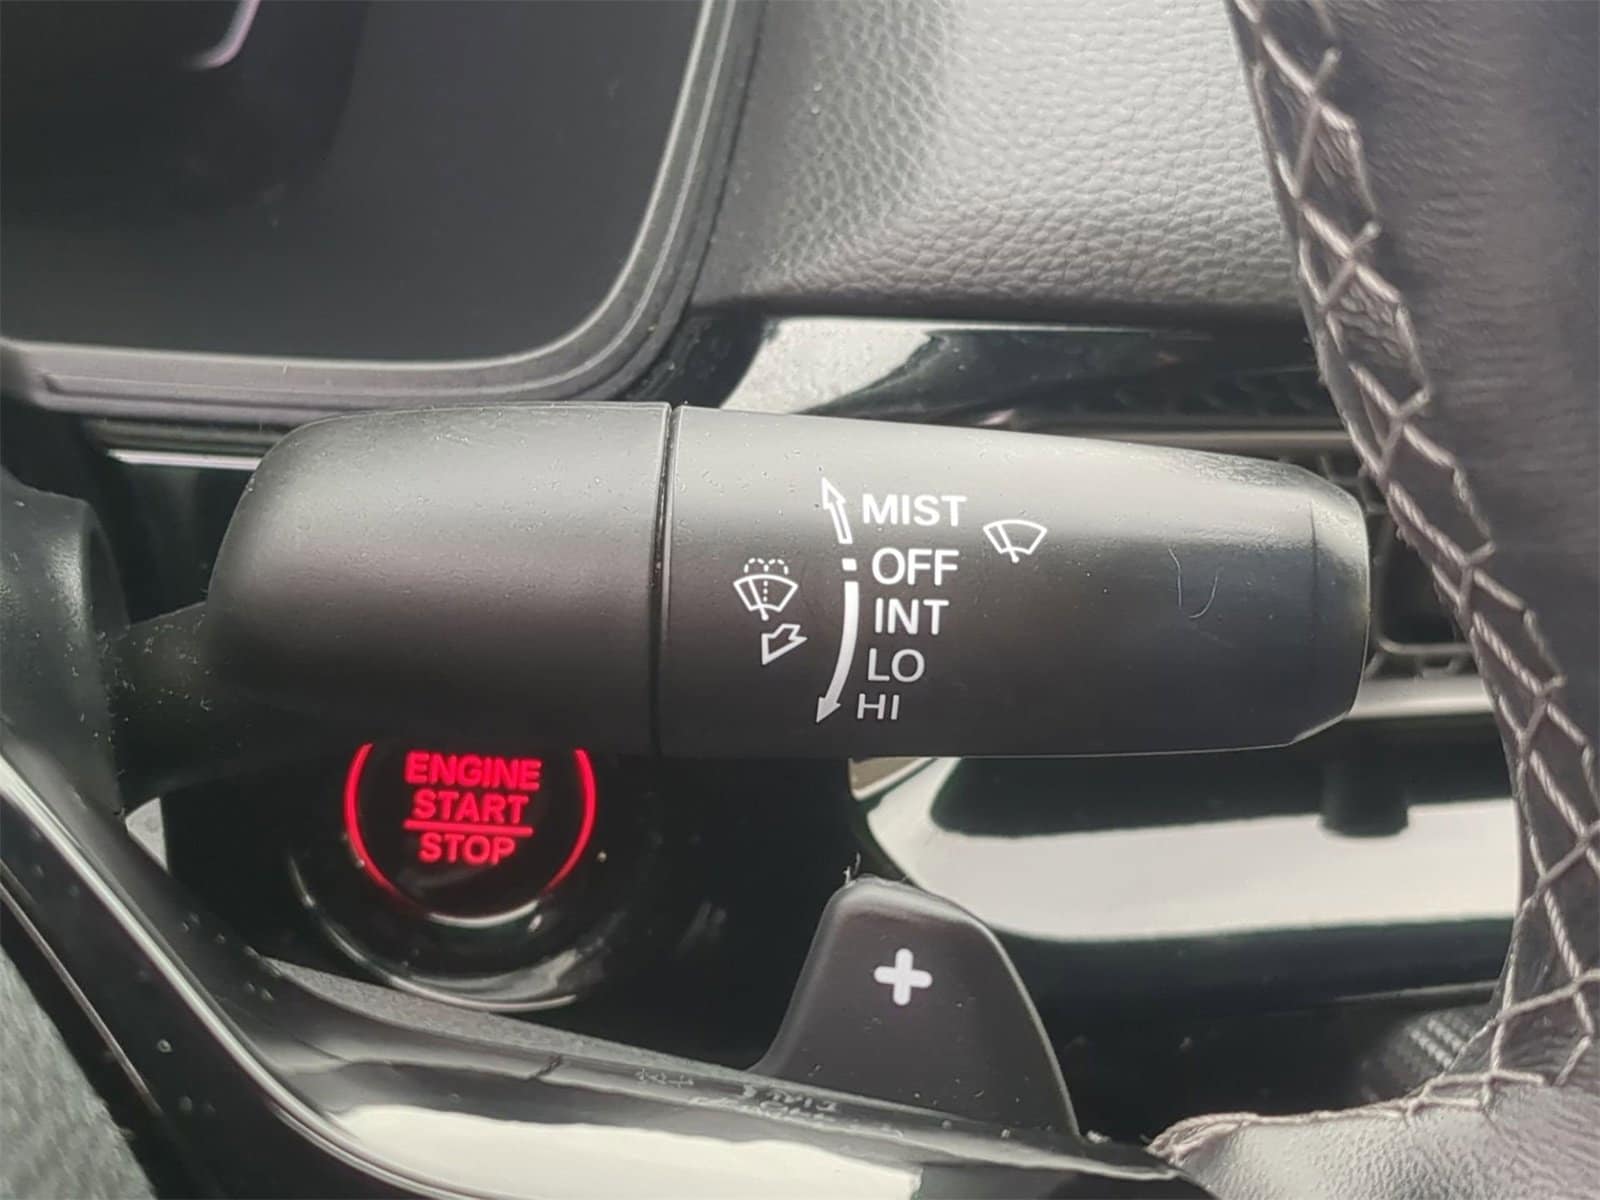 MIST
OFF
INT
LO
HI
ENGINE
START
STOP
+